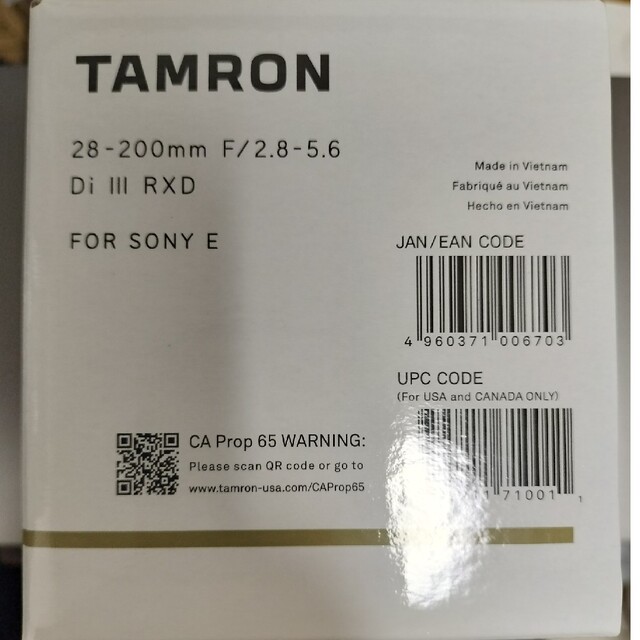 TAMRON
28-200mm F/2.8-5.6
Di III RXD
FOR SONY E
Made in Vietnam
Fabriqué au Vietnam
Hecho en Vietnam
JAN/EAN CODE
4 960371 006703
UPC CODE
(For USA and CANADA ONLY)
71001 1
CA Prop 65 WARNING:
Please scan QR code or go to
www.tamron-usa.com/CAProp65